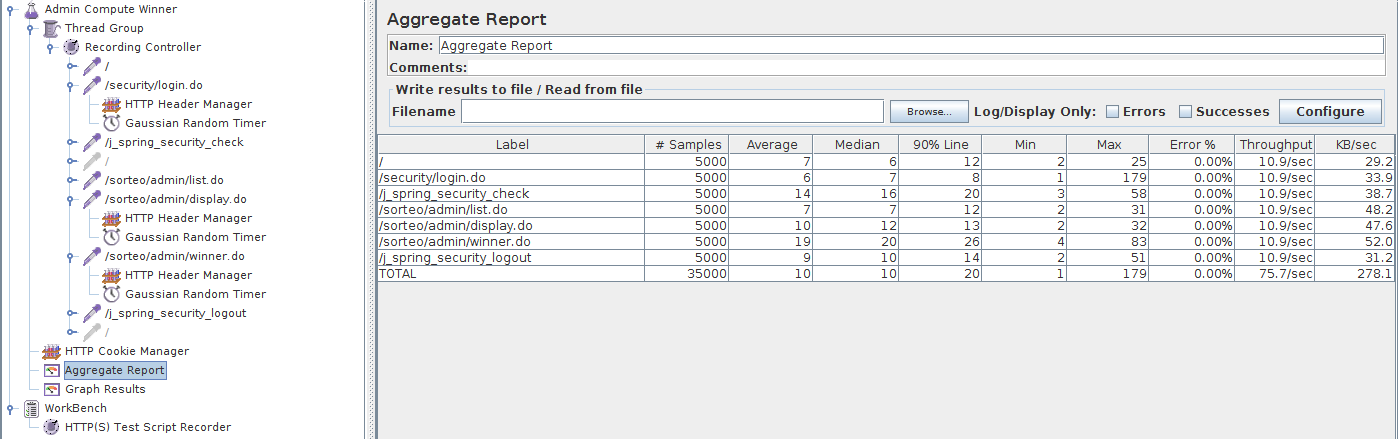 Admin Compute Winner
Thread Group
Recording Controller
/
/security/login.do
HTTP Header Manager
Gaussian Random Timer
/j_spring_security_check
/
/sorteo/admin/list.do
/sorteo/admin/display.do
HTTP Header Manager
Gaussian Random Timer
/sorteo/admin/winner.do
HTTP Header Manager
Gaussian Random Timer
/j_spring_security_logout
/
HTTP Cookie Manager
Aggregate Report
Graph Results
WorkBench
HTTP(S) Test Script Recorder
Aggregate Report
Name: Aggregate Report
Comments:
Write results to file / Read from file
Filename Browse... Log/Display Only: Errors Successes Configure
Label # Samples Average Median 90% Line Min Max Error % Throughput KB/sec
/ 5000 7 6 12 2 25 0.00% 10.9/sec 29.2
/security/login.do 5000 6 7 8 1 179 0.00% 10.9/sec 33.9
/j_spring_security_check 5000 14 16 20 3 58 0.00% 10.9/sec 38.7
/sorteo/admin/list.do 5000 7 7 12 2 31 0.00% 10.9/sec 48.2
/sorteo/admin/display.do 5000 10 12 13 2 32 0.00% 10.9/sec 47.6
/sorteo/admin/winner.do 5000 19 20 26 4 83 0.00% 10.9/sec 52.0
/j_spring_security_logout 5000 9 10 14 2 51 0.00% 10.9/sec 31.2
TOTAL 35000 10 10 20 1 179 0.00% 75.7/sec 278.1